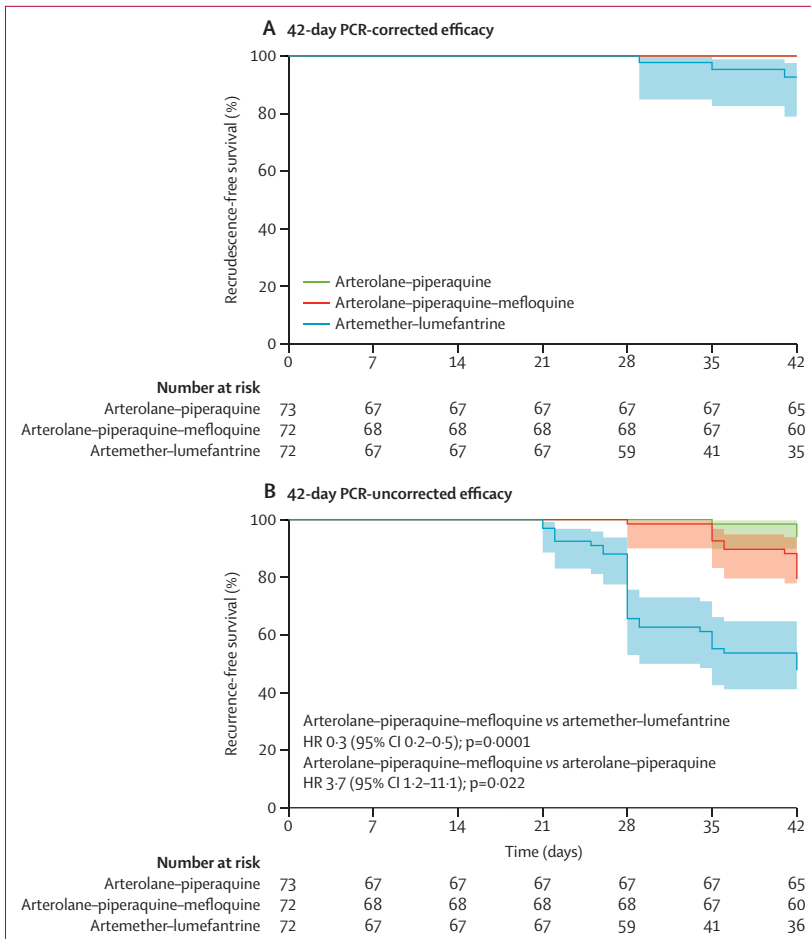 A 42-day PCR-corrected efficacy
100
80
60
40
20
0
Recrudescence-free survival (%)
Arterolane–piperaquine
Arterolane–piperaquine–mefloquine
Artemether–lumefantrine
0 7 14 21 28 35 42
Number at risk
Arterolane–piperaquine 73 67 67 67 67 67 65
Arterolane–piperaquine–mefloquine 72 68 68 68 68 67 60
Artemether–lumefantrine 72 67 67 67 59 41 35
B 42-day PCR-uncorrected efficacy
100
80
60
40
20
0
Recurrence-free survival (%)
Arterolane–piperaquine–mefloquine vs artemether–lumefantrine
HR 0·3 (95% CI 0·2–0·5); p=0·0001
Arterolane–piperaquine–mefloquine vs arterolane–piperaquine
HR 3·7 (95% CI 1·2–11·1); p=0·022
0 7 14 21 28 35 42
Time (days)
Number at risk
Arterolane–piperaquine 73 67 67 67 67 67 65
Arterolane–piperaquine–mefloquine 72 68 68 68 68 67 60
Artemether–lumefantrine 72 67 67 67 59 41 36